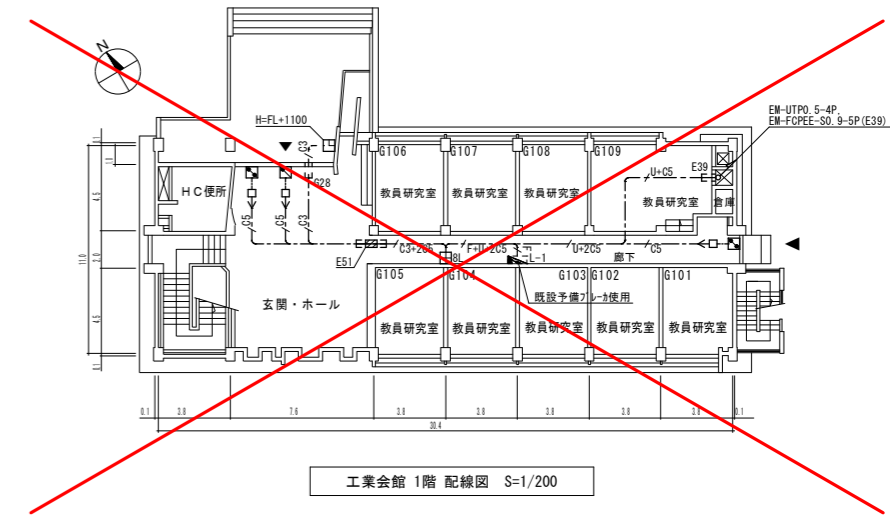 N
H=FL+1100
C3
EM-UTP0.5-4P,
EM-FCPEE-S0.9-5P(E39)
G106
G107
G108
G109
G28
HC便所
教員研究室
教員研究室
教員研究室
教員研究室
U+C5
E39
倉庫
C5
C5
C3
C3+2C5
F+U+2C5
U+2C5
C5
E51
8L
L-1
廊下
G105
G104
G103
G102
G101
既設予備ブレーカ使用
玄関・ホール
教員研究室
教員研究室
教員研究室
教員研究室
教員研究室
1.1
1.0
4.5
2.0
4.5
1.1
11.0
0.1
3.8
7.6
3.8
3.8
3.8
3.8
3.8
0.1
30.4
工業会館 1階 配線図 S=1/200